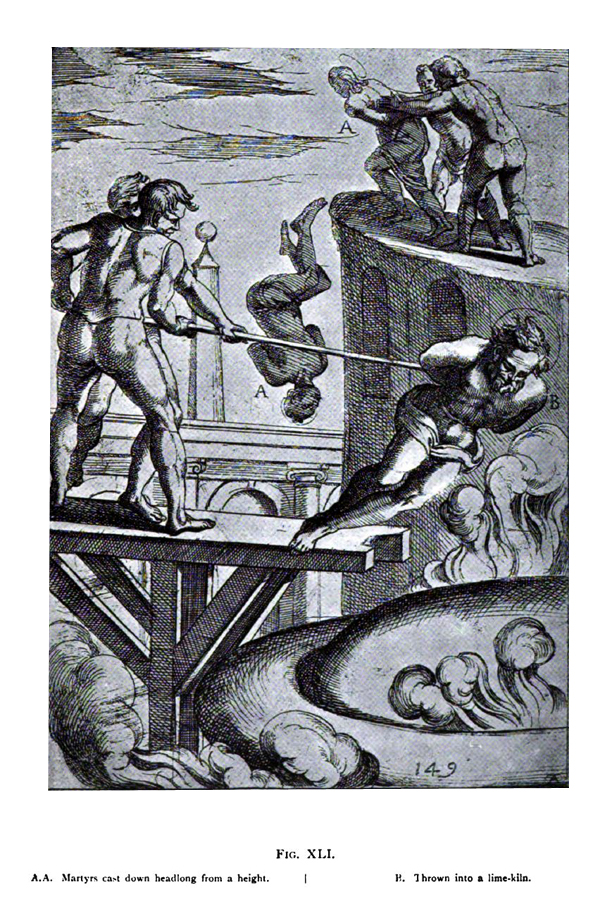 A
A
B
149
FIG. XLI.
A.A. Martyrs cast down headlong from a height. | B. Thrown into a lime-kiln.